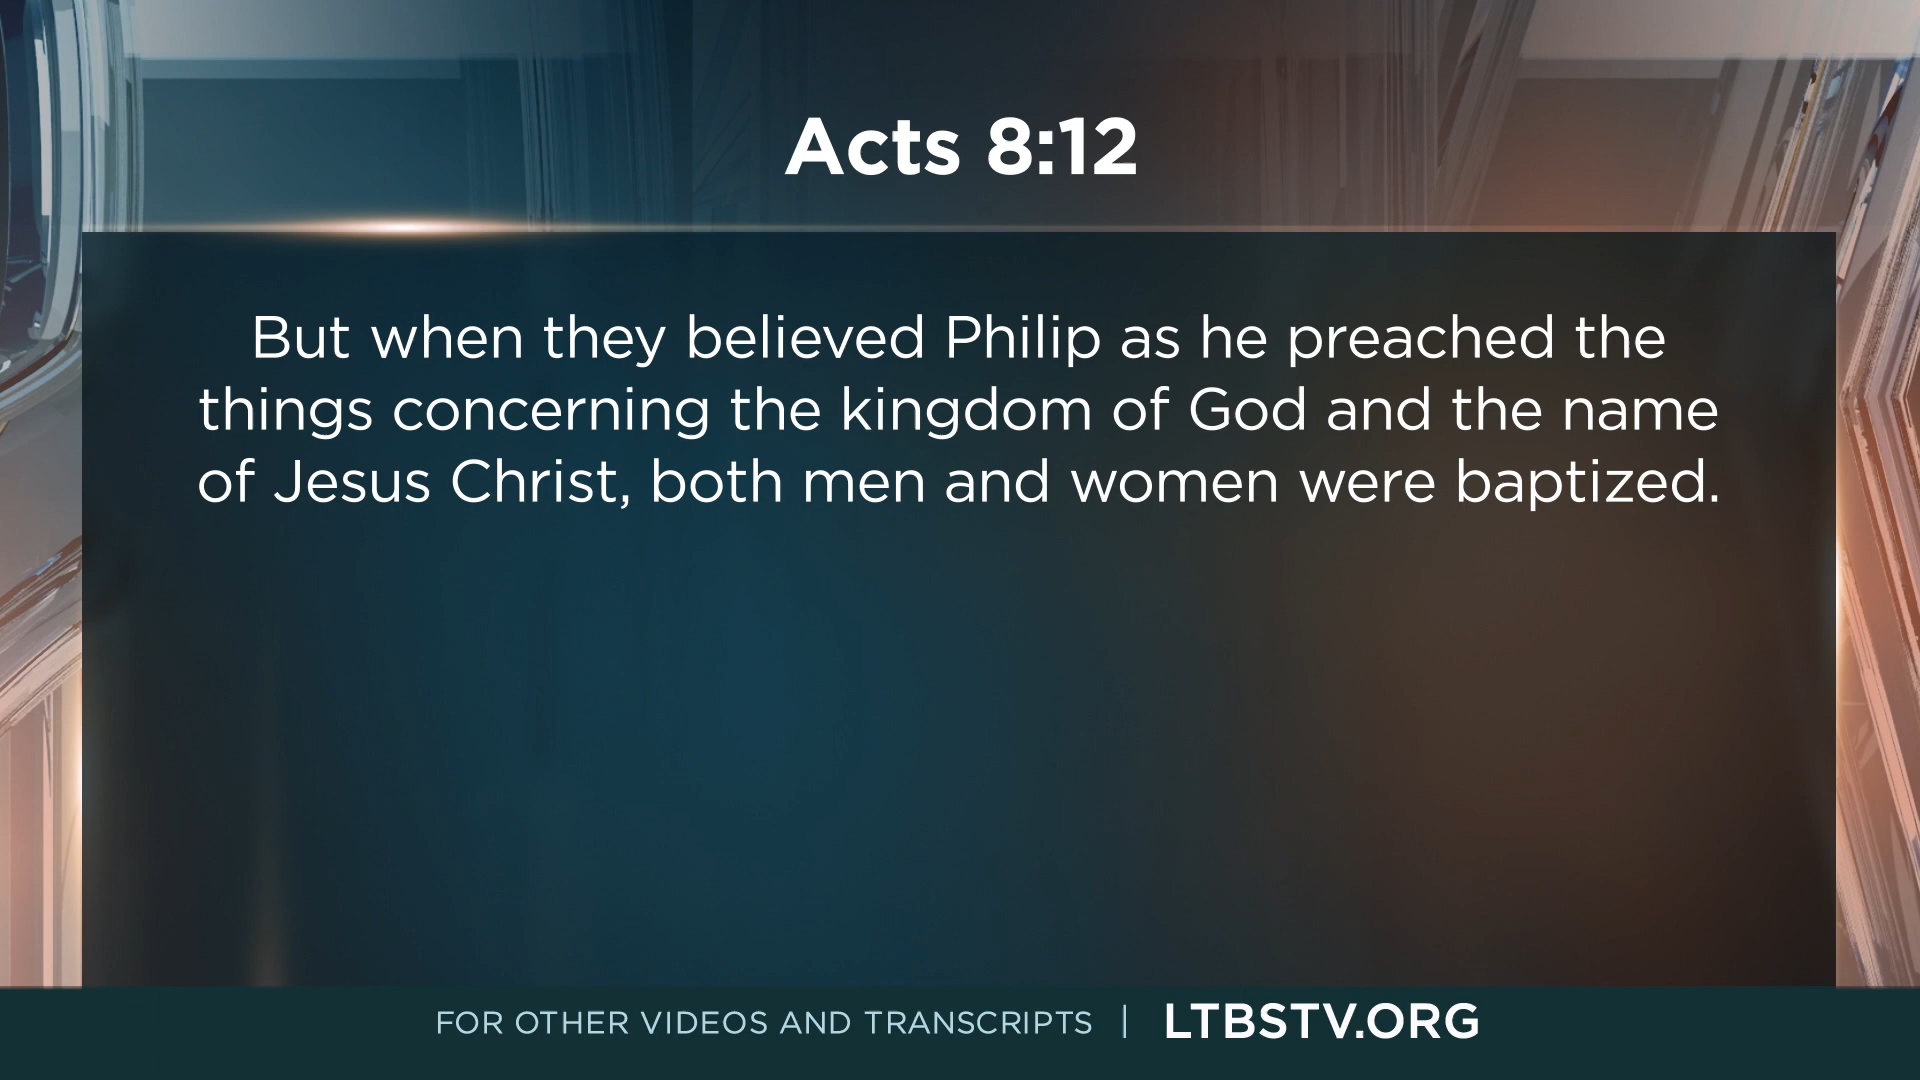 Acts 8:12
But when they believed Philip as he preached the
things concerning the kingdom of God and the name
of Jesus Christ, both men and women were baptized.
FOR OTHER VIDEOS AND TRANSCRIPTS | LTBSTV.ORG